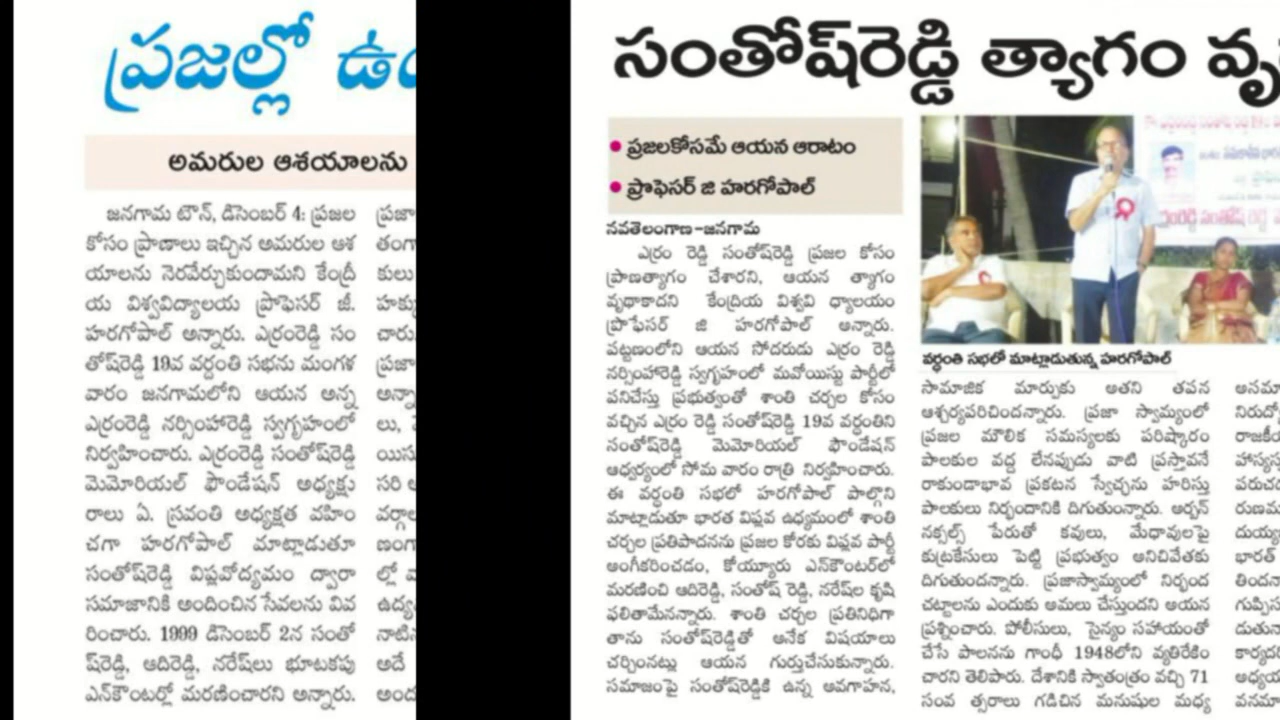 ప్రజల్లో
అమరుల ఆశయాలను
జనగామ టౌన్, డిసెంబర్ 4: ప్రజల
కోసం ప్రాణాలు ఇచ్చిన అమరుల ఆశ
యాలను నెరవేర్చుకుందామని కేంద్రీ
య విశ్వవిద్యాలయ ప్రొఫెసర్ జీ.
హరగోపాల్ అన్నారు. ఎర్రంరెడ్డి సం
తోష్‌రెడ్డి 19వ వర్ధంతి సభను మంగళ
వారం జనగామలోని ఆయన అన్న
ఎర్రంరెడ్డి నర్సింహారెడ్డి స్వగృహంలో
నిర్వహించారు. ఎర్రంరెడ్డి సంతోష్‌రెడ్డి
మెమోరియల్ ఫౌండేషన్ అధ్యక్షు
రాలు ఏ. స్రవంతి అధ్యక్షత వహిం
చగా హరగోపాల్ మాట్లాడుతూ
సంతోష్‌రెడ్డి విప్లవోద్యమం ద్వారా
సమాజానికి అందించిన సేవలను వివ
రించారు. 1999 డిసెంబర్ 2న సంతో
ష్‌రెడ్డి, ఆదిరెడ్డి, నరేష్‌లు భూటకపు
ఎన్‌కౌంటర్లో మరణించారని అన్నారు.
సంతోష్‌రెడ్డి త్యాగం
• ప్రజలకోసమే ఆయన ఆరాటం
• ప్రొఫెసర్ జి హరగోపాల్
నవతెలంగాణ-జనగామ
ఎర్రం రెడ్డి సంతోష్‌రెడ్డి ప్రజల కోసం
ప్రాణత్యాగం చేశారని, ఆయన త్యాగం
వృథాకాదని కేంద్రియ విశ్వవి ధ్యాలయం
ప్రొఫేసర్ జి హరగోపాల్ అన్నారు.
పట్టణంలోని ఆయన సోదరుడు ఎర్రం రెడ్డి
నర్సింహారెడ్డి స్వగృహంలో మవోయిస్టు పార్టీలో
పనిచేస్తు ప్రభుత్వంతో శాంతి చర్చల కోసం
వచ్చిన ఎర్రం రెడ్డి సంతోష్‌రెడ్డి 19వ వర్ధంతిని
సంతోష్‌రెడ్డి మెమోరియల్ ఫౌండేషన్
ఆధ్వర్యంలో సోమ వారం రాత్రి నిర్వహించారు.
ఈ వర్ధంతి సభలో హరగోపాల్ పాల్గొని
మాట్లాడుతూ భారత విప్లవ ఉధ్యమంలో శాంతి
చర్చల ప్రతిపాదనను ప్రజల కోరకు విప్లవ పార్టీ
అంగీకరించడం, కోయ్యూరు ఎన్‌కౌంటర్‌లో
మరణించి ఆదిరెడ్డి, సంతోష్ రెడ్డి, నరేష్‌ల కృషి
ఫలితామేనన్నారు. శాంతి చర్చల ప్రతినిధిగా
తాను సంతోష్‌రెడ్డితో అనేక విషయాలు
చర్చించినట్లు ఆయన గుర్తుచేసుకున్నారు.
సమాజంపై సంతోష్‌రెడ్డికి ఉన్న అవగాహన,
వర్ధంతి సభలో మాట్లాడుతున్న హరగోపాల్
సామాజిక మార్పుకు అతని తపన
ఆశ్చర్యపరిచిందన్నారు. ప్రజా స్వామ్యంలో
ప్రజల మౌలిక సమస్యలకు పరిష్కారం
పాలకుల వద్ద లేనపుడు వాటి ప్రస్తావనే
రాకుండాభావ ప్రకటన స్వేచ్ఛను హరిస్తు
పాలకులు నిర్భందానికి దిగుతుంన్నారు. అర్బన్
నక్సల్స్ పేరుతో కవులు, మేధావులపై
కుట్రకేసులు పెట్టి ప్రభుత్వం అనిచివేతకు
దిగుతుందన్నారు. ప్రజాస్వామ్యంలో నిర్భంద
చట్టాలను ఎందుకు అమలు చేస్తుందని ఆయన
ప్రశ్నించారు. పోలీసులు, సైన్యం సహాయంతో
చేసే పాలనను గాంధీ 1948లోని వ్యతిరేకిం
చారని తెలిపారు. దేశానికి స్వాతంత్రం వచ్చి 71
సంవ త్సరాలు గడిచిన మనుషుల మధ్య